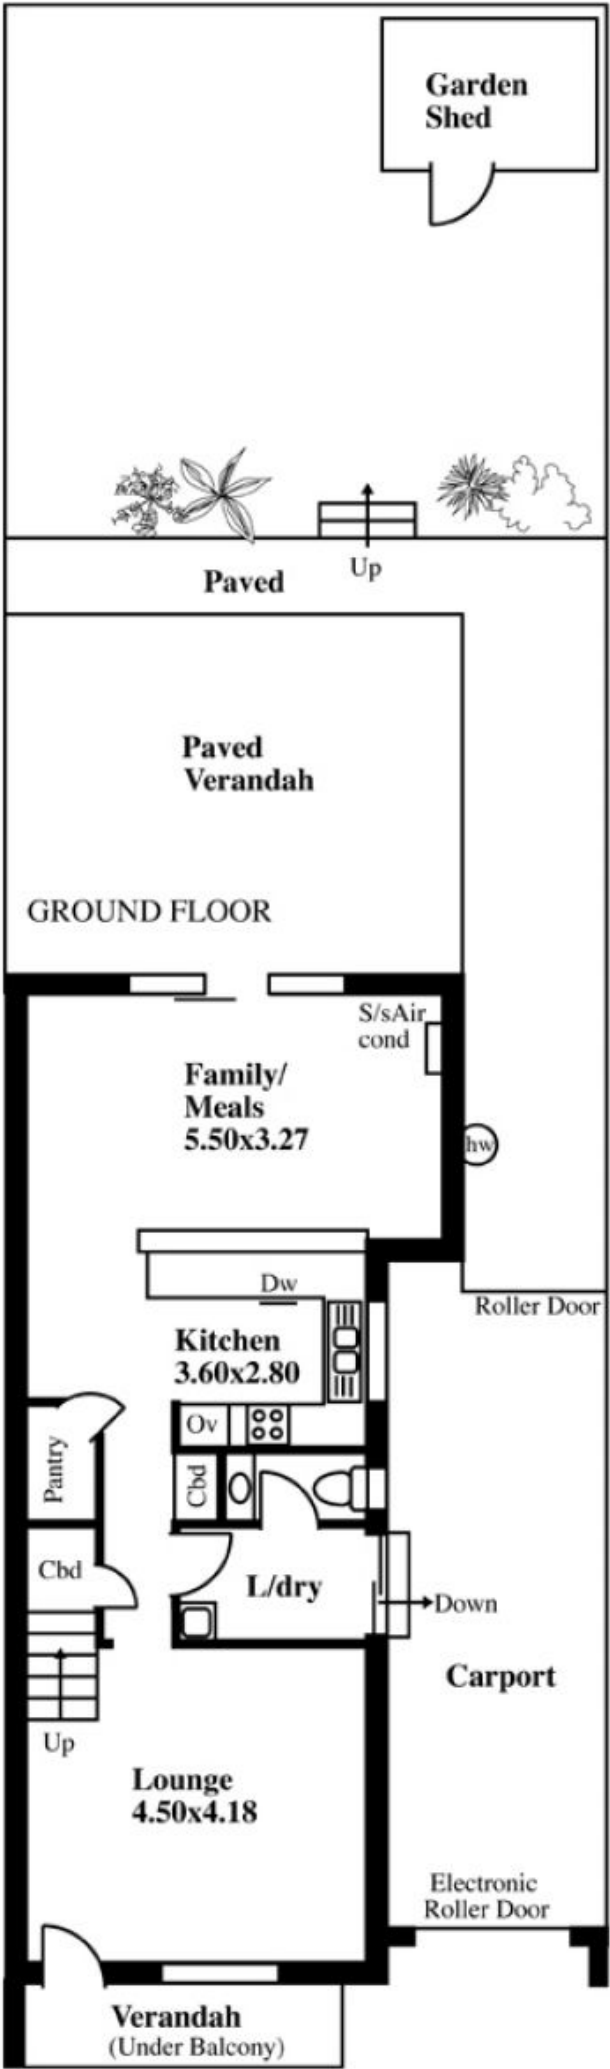 Garden
Shed
Up
Paved
Paved
Verandah
GROUND FLOOR
S/sAir
cond
Family/
Meals
5.50x3.27
hw
Dw
Roller Door
Kitchen
3.60x2.80
Ov
Pantry
Cbd
Cbd
L/dry
Down
Carport
Up
Lounge
4.50x4.18
Electronic
Roller Door
Verandah
(Under Balcony)